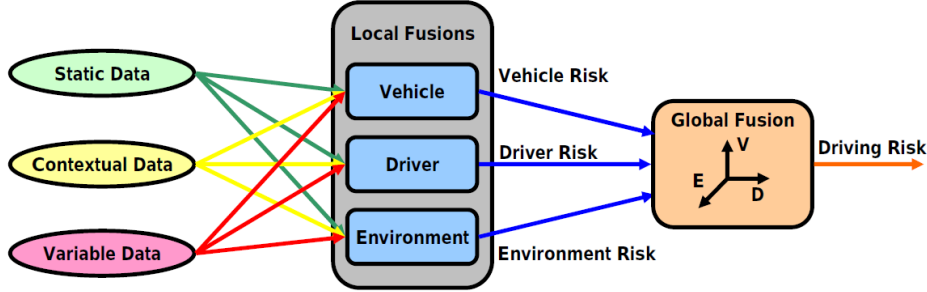 Static Data
Contextual Data
Variable Data
Local Fusions
Vehicle
Driver
Environment
Vehicle Risk
Driver Risk
Environment Risk
Global Fusion
V
E
D
Driving Risk